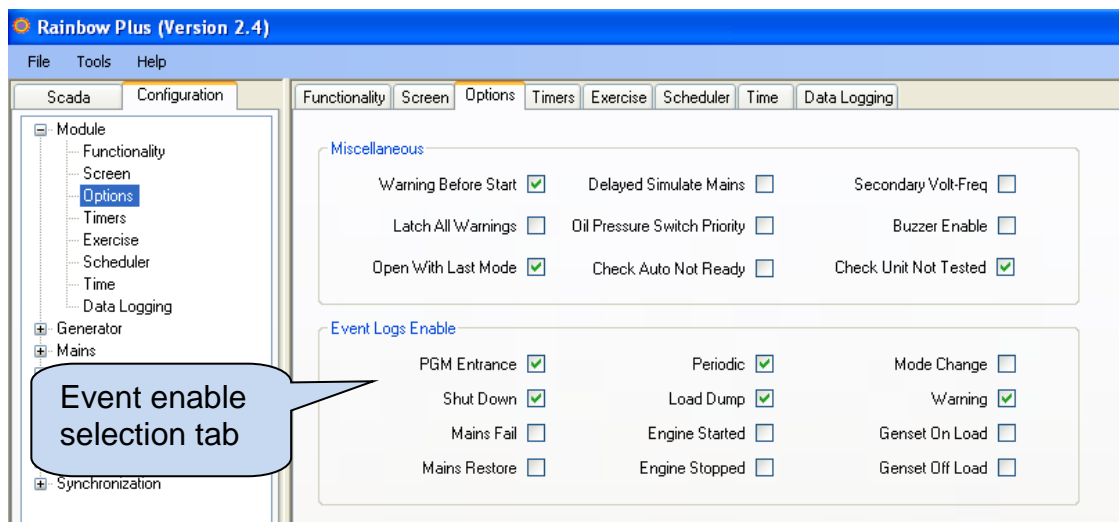 Rainbow Plus (Version 2.4)
File Tools Help
Scada Configuration
Functionality Screen Options Timers Exercise Scheduler Time Data Logging
Module
Functionality
Screen
Options
Timers
Exercise
Scheduler
Time
Data Logging
Generator
Mains
Synchronization
Event enable
selection tab
Miscellaneous
Warning Before Start Delayed Simulate Mains Secondary Volt-Freq
Latch All Warnings Oil Pressure Switch Priority Buzzer Enable
Open With Last Mode Check Auto Not Ready Check Unit Not Tested
Event Logs Enable
PGM Entrance Periodic Mode Change
Shut Down Load Dump Warning
Mains Fail Engine Started Genset On Load
Mains Restore Engine Stopped Genset Off Load